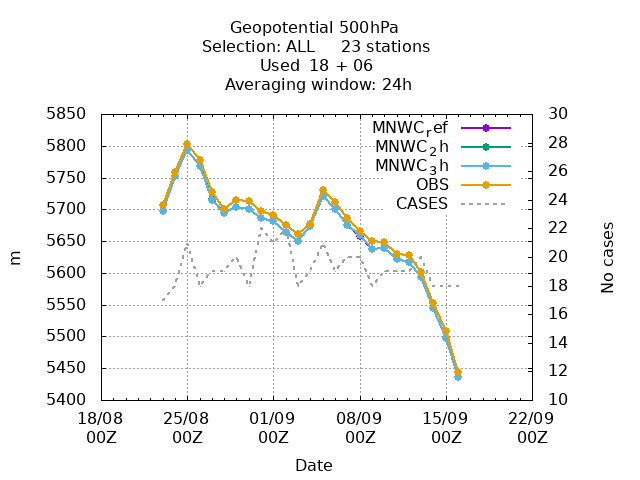 Geopotential 500hPa
Selection: ALL     23 stations
Used  18 + 06
Averaging window: 24h
5850
5800
5750
5700
5650
5600
5550
5500
5450
5400
m
30
28
26
24
22
20
18
16
14
12
10
No cases
MNWC_ref
MNWC_2h
MNWC_3h
OBS
CASES
18/08 25/08 01/09 08/09 15/09 22/09
00Z 00Z 00Z 00Z 00Z 00Z
Date